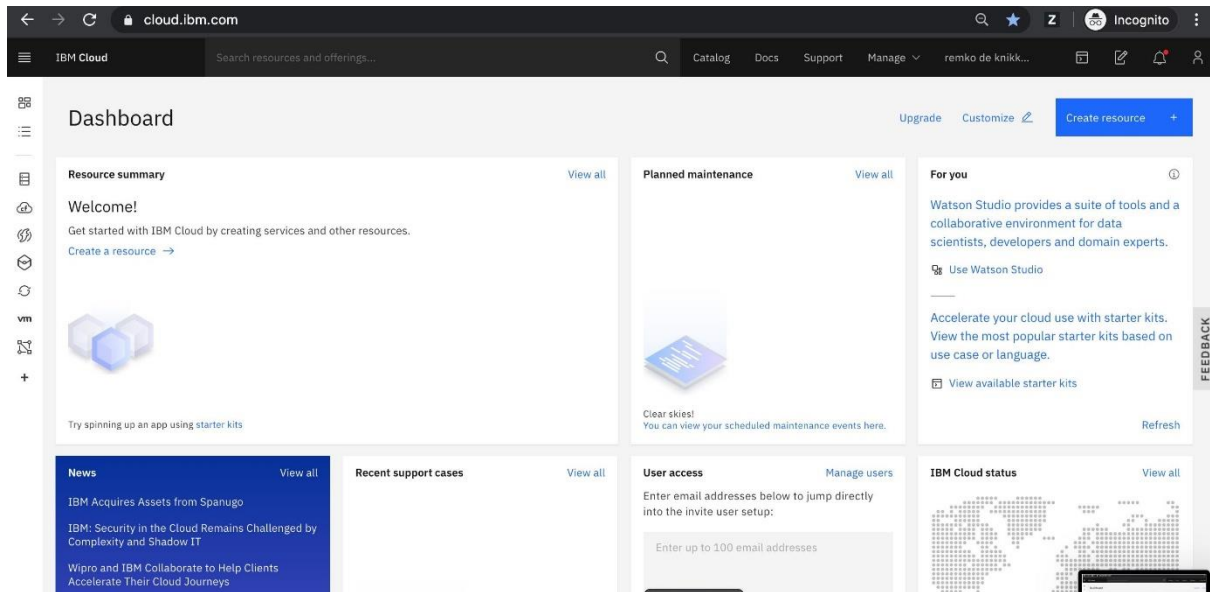 cloud.ibm.com
Z
Incognito
IBM Cloud
Search resources and offerings...
Catalog
Docs
Support
Manage
remko de knikk...
Dashboard
Upgrade
Customize
Create resource +
Resource summary
View all
Welcome!
Get started with IBM Cloud by creating services and other resources.
Create a resource →
Try spinning up an app using starter kits
Planned maintenance
View all
Clear skies!
You can view your scheduled maintenance events here.
For you
Watson Studio provides a suite of tools and a
collaborative environment for data
scientists, developers and domain experts.
Use Watson Studio
Accelerate your cloud use with starter kits.
View the most popular starter kits based on
use case or language.
View available starter kits
Refresh
vm
FEEDBACK
News
View all
IBM Acquires Assets from Spanugo
IBM: Security in the Cloud Remains Challenged by
Complexity and Shadow IT
Wipro and IBM Collaborate to Help Clients
Accelerate Their Cloud Journeys
Recent support cases
View all
User access
Manage users
Enter email addresses below to jump directly
into the invite user setup:
Enter up to 100 email addresses
IBM Cloud status
View all